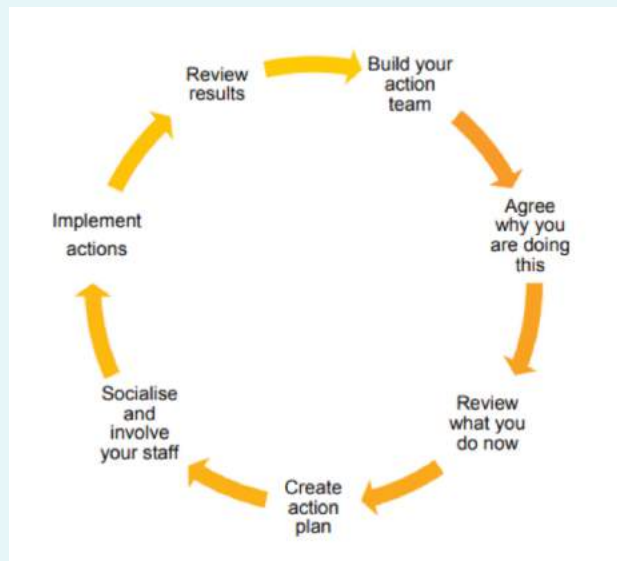 Review
results
Build your
action
team
Agree
why you
are doing
this
Review
what you
do now
Create
action
plan
Socialise
and
involve
your staff
Implement
actions